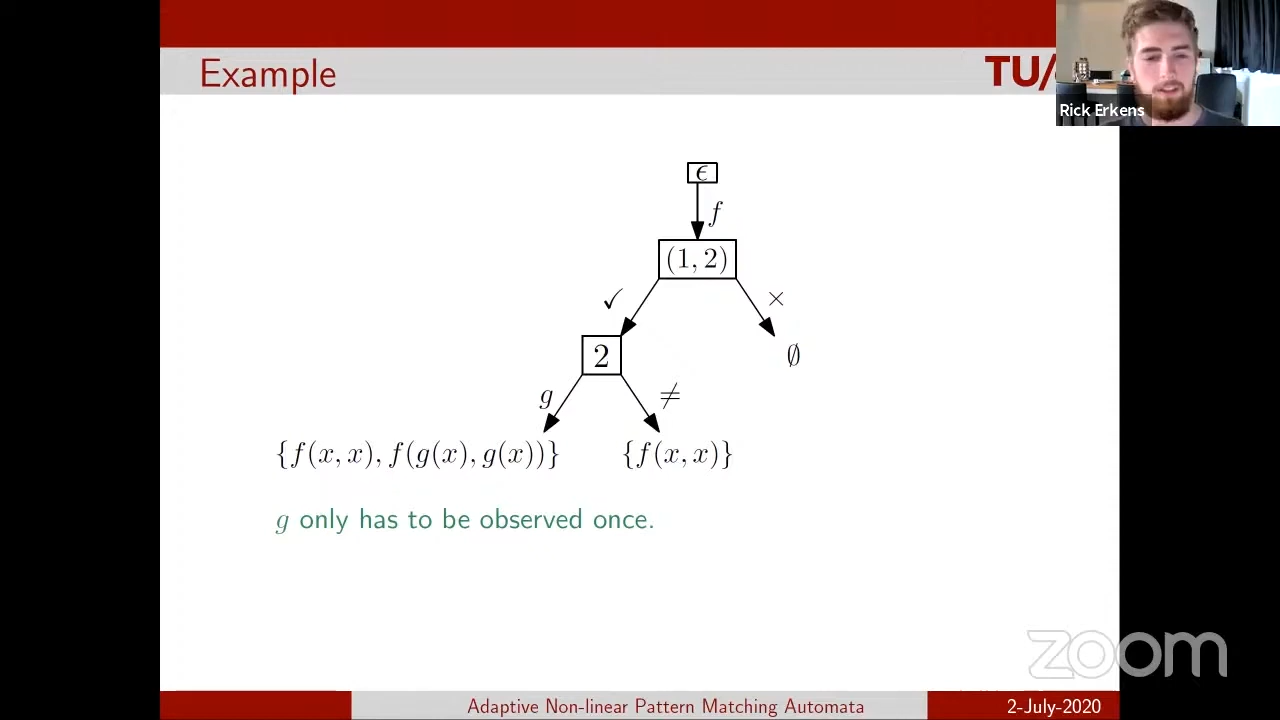 Example
TU/
Rick Erkens
ϵ
f
(1, 2)
✓
×
2
∅
g
≠
{f(x, x), f(g(x), g(x))}
{f(x, x)}
g only has to be observed once.
zoom
Adaptive Non-linear Pattern Matching Automata
2-July-2020